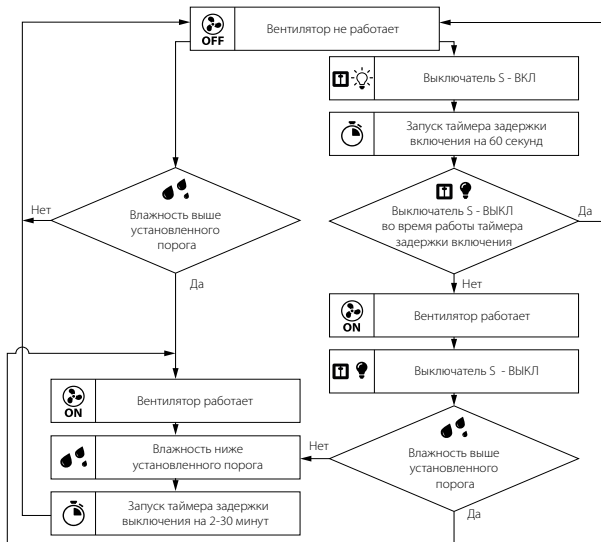 OFF
Вентилятор не работает
Выключатель S - ВКЛ
Запуск таймера задержки
включения на 60 секунд
Нет
Влажность выше
установленного
порога
Да
Выключатель S - ВЫКЛ
во время работы таймера
задержки включения
Да
Нет
ON
Вентилятор работает
Выключатель S - ВЫКЛ
ON
Вентилятор работает
Влажность ниже
установленного порога
Нет
Влажность выше
установленного
порога
Да
Запуск таймера задержки
выключения на 2-30 минут